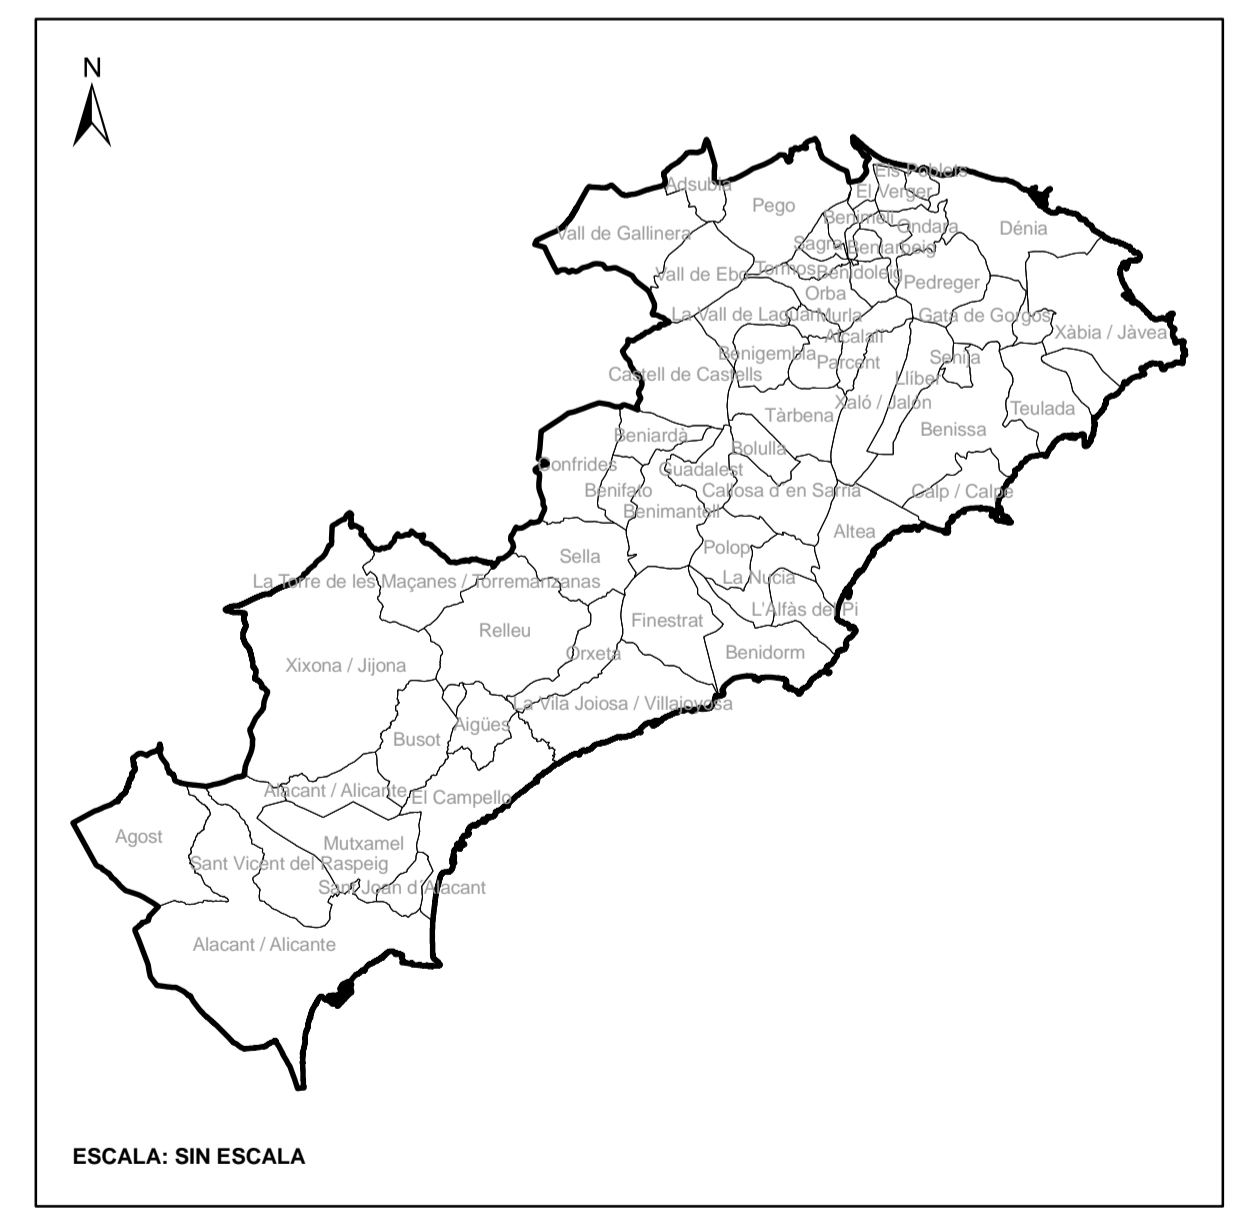 N
Els Poblets
Adsubia
El Verger
Pego
Benimeli
Ondara
Dénia
Vall de Gallinera
Sagra
Beniarbeig
Vall de Ebo
Tormos
Benidoleig
Pedreger
Orba
La Vall de Laguar
Murla
Gata de Gorgos
Xàbia / Jàvea
Alcalalí
Benigembla
Parcent
Senija
Castell de Castells
Llíber
Xaló / Jalón
Teulada
Tàrbena
Benissa
Beniardà
Bolulla
Confrides
Guadalest
Benifato
Callosa d´en Sarrià
Calp / Calpe
Benimantell
Altea
Polop
Sella
La Nucia
La Torre de les Maçanes / Torremanzanas
L'Alfàs del Pi
Finestrat
Relleu
Orxeta
Benidorm
Xixona / Jijona
La Vila Joiosa / Villajoyosa
Aigües
Busot
Alacant / Alicante
El Campello
Agost
Mutxamel
Sant Vicent del Raspeig
Sant Joan d´Alacant
Alacant / Alicante
ESCALA: SIN ESCALA